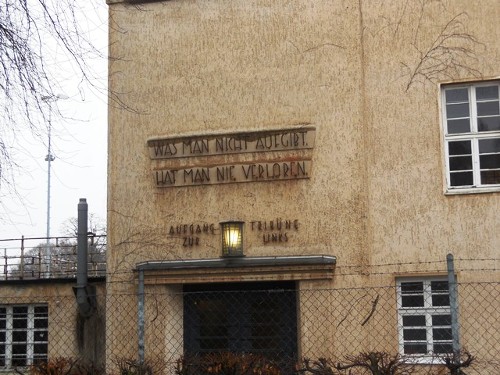 WAS MAN NICHT AUFGIBT,
HAT MAN NIE VERLOREN.
AUFGANG TRIBÜNE
ZUR LINKS